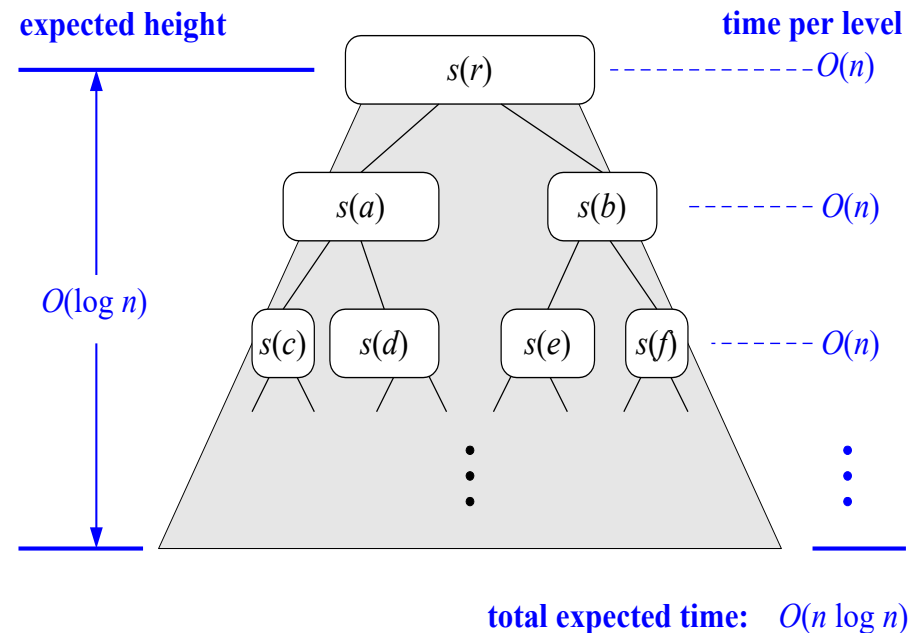 expected height
time per level
s(r)
O(n)
s(a)
s(b)
O(n)
O(log n)
s(c)
s(d)
s(e)
s(f)
O(n)
total expected time: O(n log n)